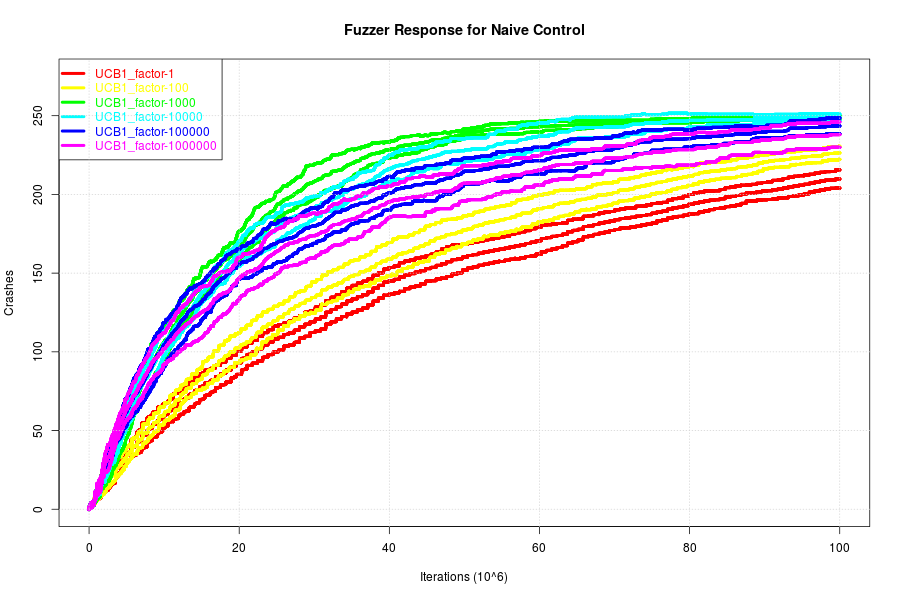 Fuzzer Response for Naive Control
UCB1_factor-1
UCB1_factor-100
UCB1_factor-1000
UCB1_factor-10000
UCB1_factor-100000
UCB1_factor-1000000
250
200
150
100
50
0
Crashes
0 20 40 60 80 100
Iterations (10^6)